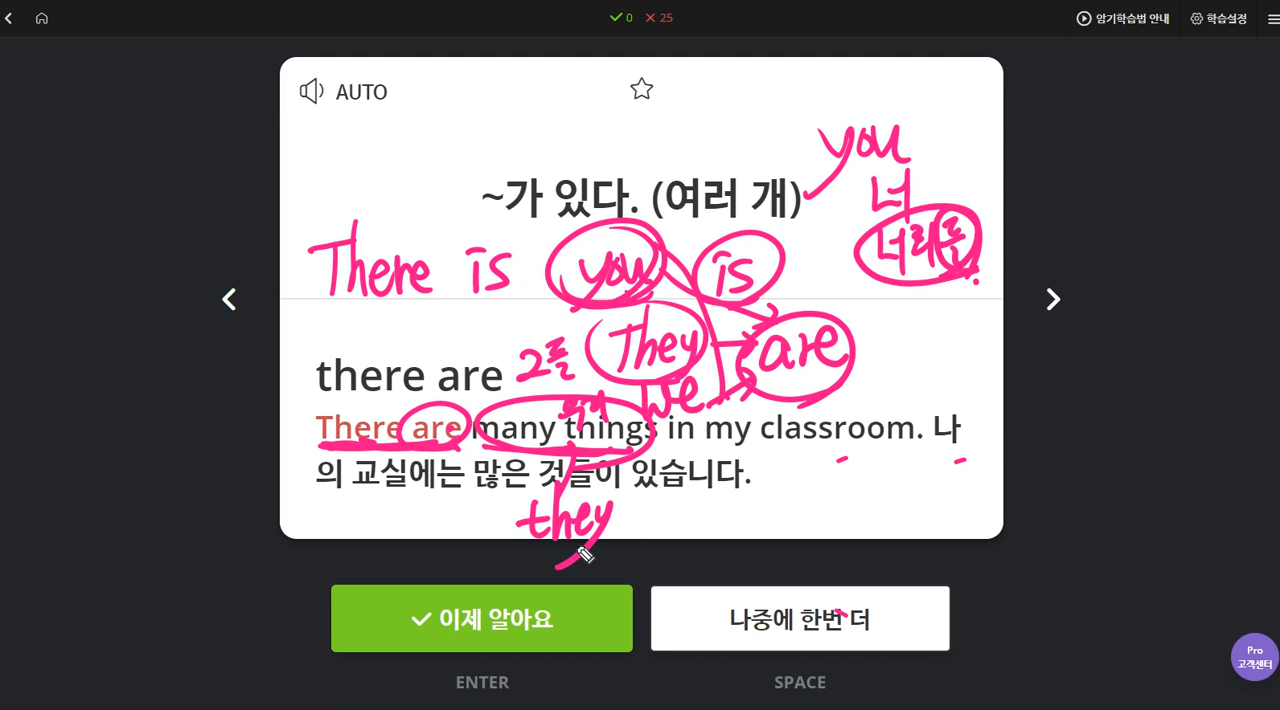 0 25
암기학습법 안내
학습설정
AUTO
~가 있다. (여러 개)
you
너
너희들
There is you is
there are
그들 They are
we
There are many things in my classroom. 나
의 교실에는 많은 것들이 있습니다.
they
이제 알아요
나중에 한번 더
ENTER
SPACE
Pro
고객센터